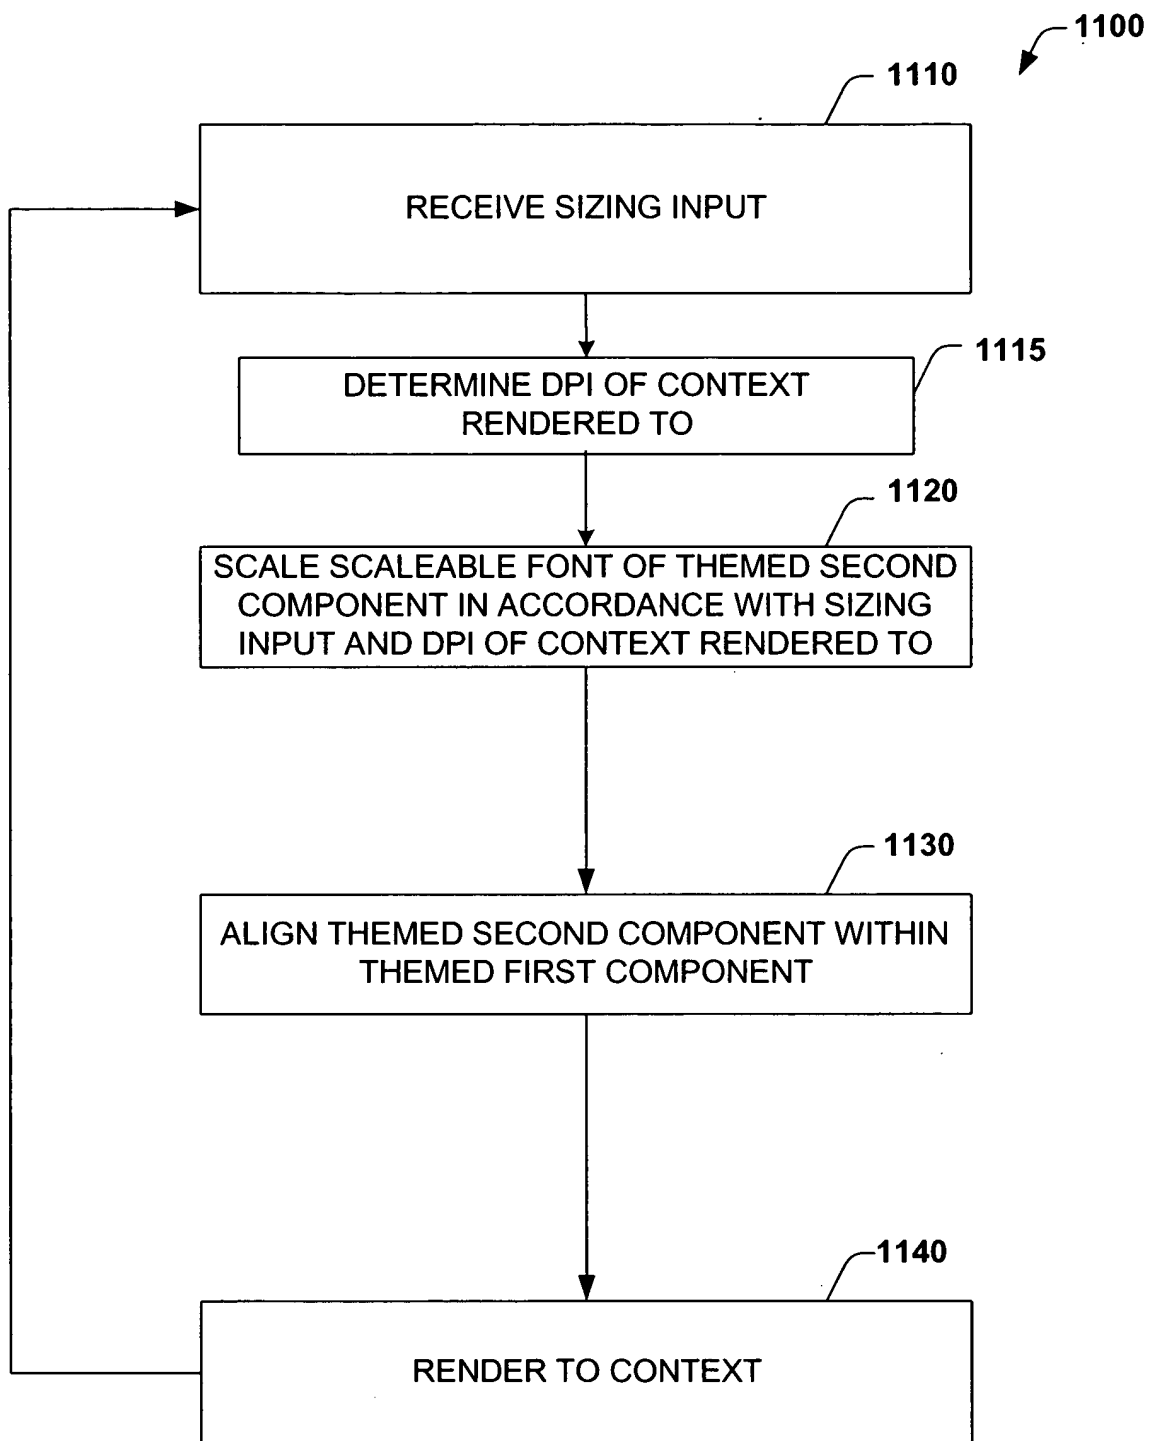 1100
1110
RECEIVE SIZING INPUT
1115
DETERMINE DPI OF CONTEXT
RENDERED TO
1120
SCALE SCALEABLE FONT OF THEMED SECOND
COMPONENT IN ACCORDANCE WITH SIZING
INPUT AND DPI OF CONTEXT RENDERED TO
1130
ALIGN THEMED SECOND COMPONENT WITHIN
THEMED FIRST COMPONENT
1140
RENDER TO CONTEXT